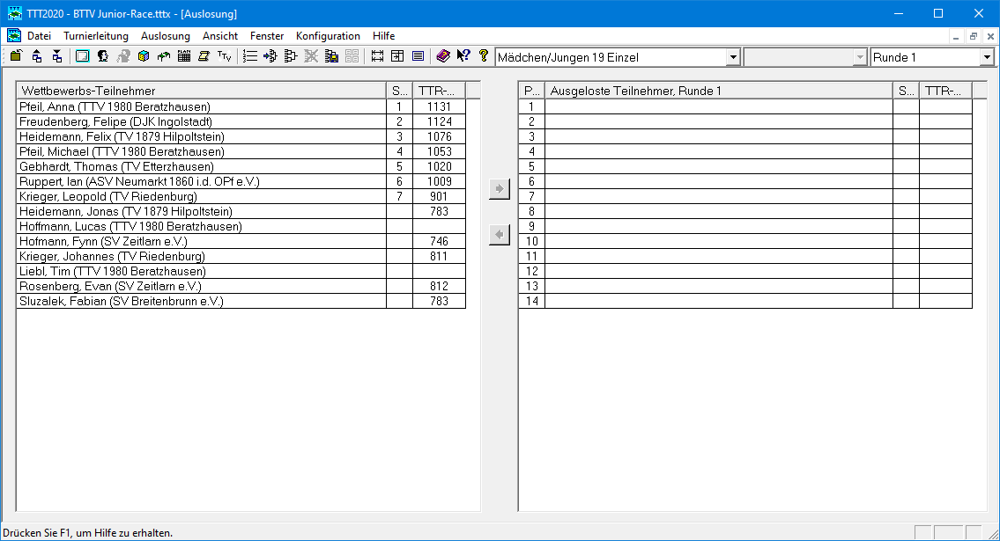 TTT2020 - BTTV Junior-Race.tttx - [Auslosung]
Datei Turnierleitung Auslosung Ansicht Fenster Konfiguration Hilfe
Mädchen/Jungen 19 Einzel Runde 1
Wettbewerbs-Teilnehmer S... TTR-...
Pfeil, Anna (TTV 1980 Beratzhausen) 1 1131
Freudenberg, Felipe (DJK Ingolstadt) 2 1124
Heidemann, Felix (TV 1879 Hilpoltstein) 3 1076
Pfeil, Michael (TTV 1980 Beratzhausen) 4 1053
Gebhardt, Thomas (TV Etterzhausen) 5 1020
Ruppert, Ian (ASV Neumarkt 1860 i.d. OPf e.V.) 6 1009
Krieger, Leopold (TV Riedenburg) 7 901
Heidemann, Jonas (TV 1879 Hilpoltstein) 783
Hoffmann, Lucas (TTV 1980 Beratzhausen)
Hofmann, Fynn (SV Zeitlarn e.V.) 746
Krieger, Johannes (TV Riedenburg) 811
Liebl, Tim (TTV 1980 Beratzhausen)
Rosenberg, Evan (SV Zeitlarn e.V.) 812
Sluzalek, Fabian (SV Breitenbrunn e.V.) 783
P... Ausgeloste Teilnehmer, Runde 1 S... TTR-...
1
2
3
4
5
6
7
8
9
10
11
12
13
14
Drücken Sie F1, um Hilfe zu erhalten.